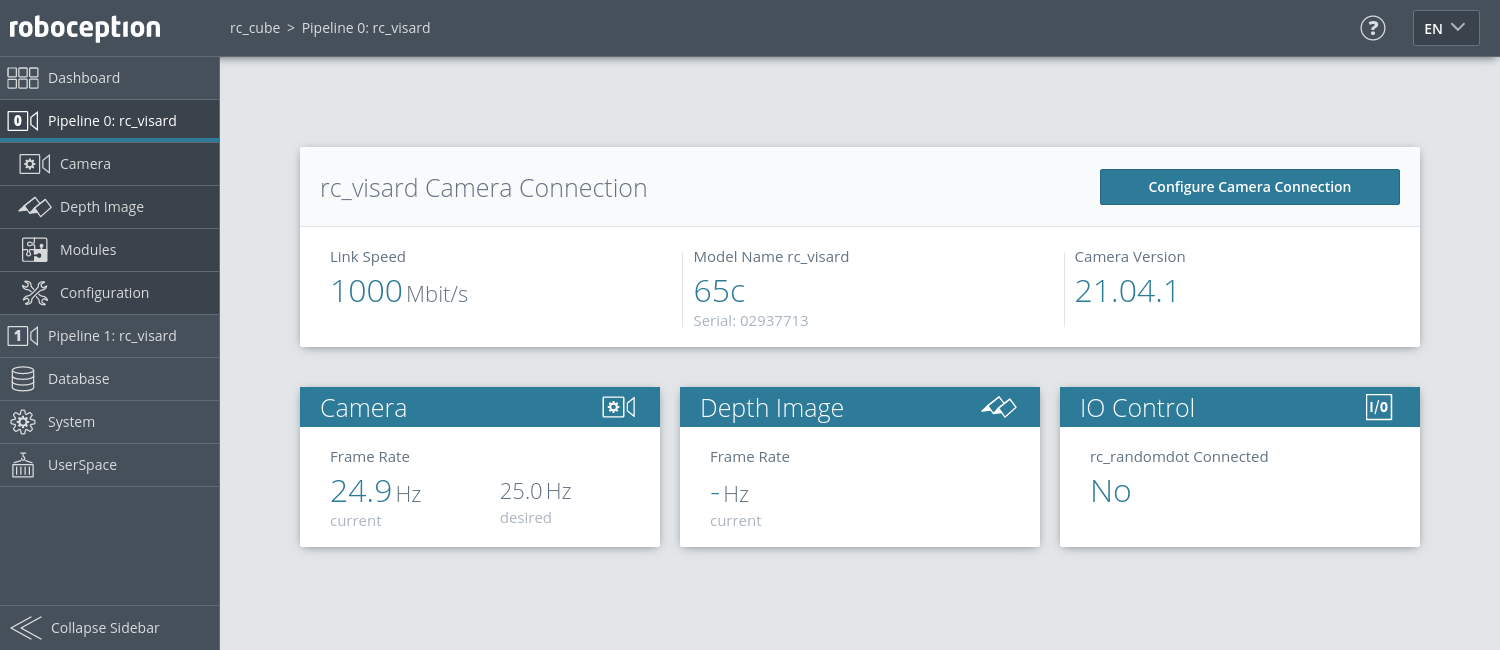 roboception
rc_cube > Pipeline 0: rc_visard
?
EN
Dashboard
0 Pipeline 0: rc_visard
Camera
Depth Image
Modules
Configuration
1 Pipeline 1: rc_visard
Database
System
UserSpace
Collapse Sidebar
rc_visard Camera Connection
Configure Camera Connection
Link Speed
1000 Mbit/s
Model Name rc_visard
65c
Serial: 02937713
Camera Version
21.04.1
Camera
Frame Rate
24.9 Hz
current
25.0 Hz
desired
Depth Image
Frame Rate
- Hz
current
IO Control
I/0
rc_randomdot Connected
No